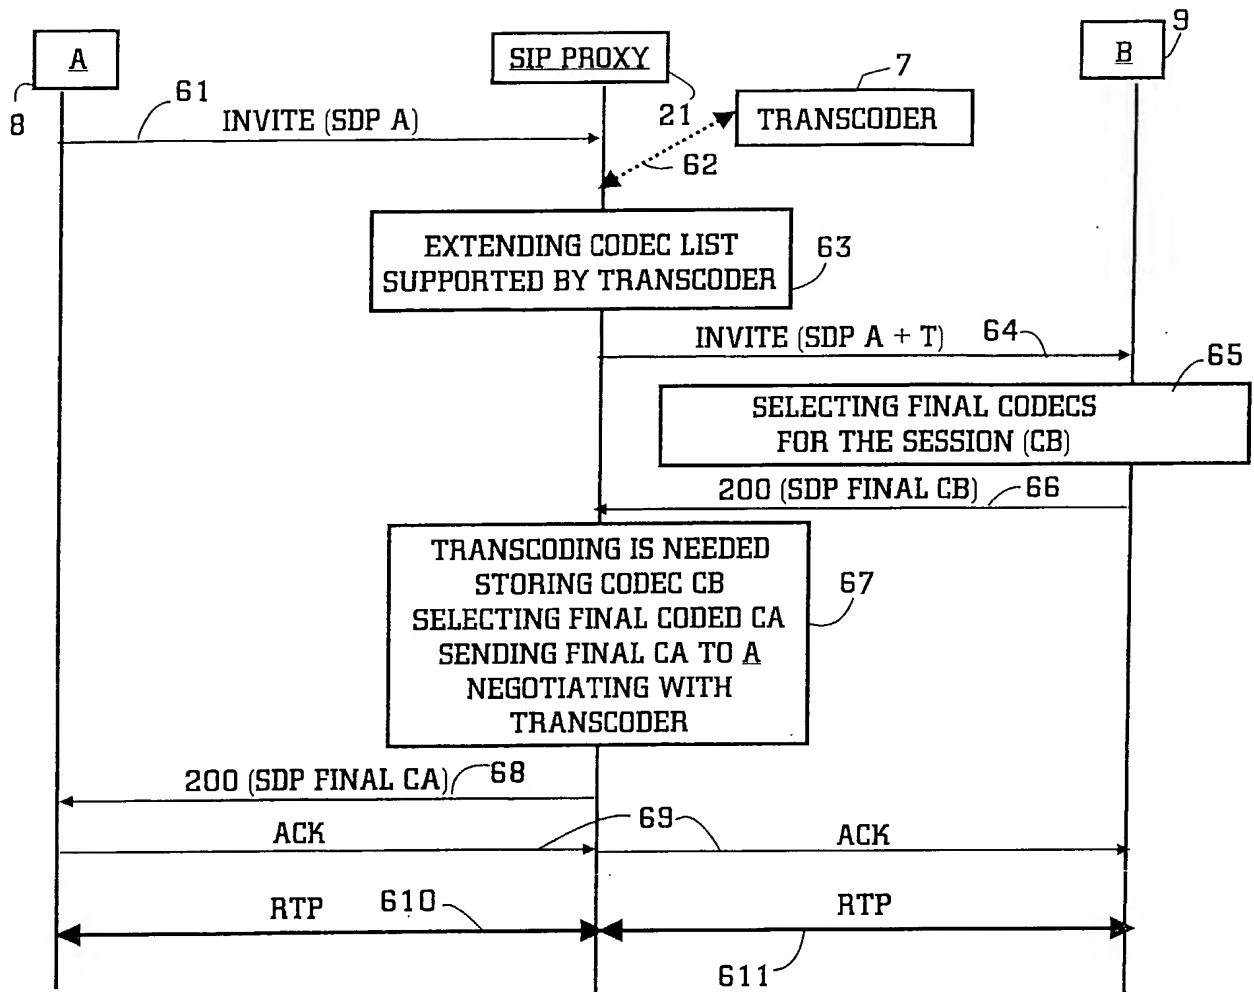 A
SIP PROXY
B
9
8
61
21
7
TRANSCODER
INVITE (SDP A)
62
EXTENDING CODEC LIST
SUPPORTED BY TRANSCODER
63
INVITE (SDP A + T)
64
65
SELECTING FINAL CODECS
FOR THE SESSION (CB)
200 (SDP FINAL CB)
66
TRANSCODING IS NEEDED
STORING CODEC CB
SELECTING FINAL CODED CA
SENDING FINAL CA TO A
NEGOTIATING WITH
TRANSCODER
67
200 (SDP FINAL CA)
68
ACK
69
ACK
RTP
610
RTP
611